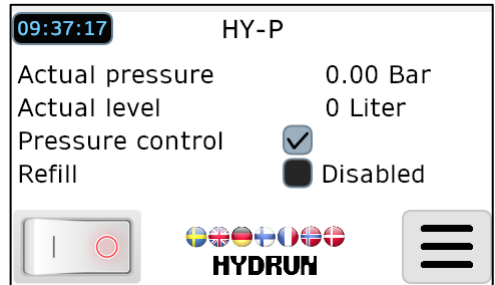 09:37:17 HY-P
Actual pressure 0.00 Bar
Actual level 0 Liter
Pressure control
Refill Disabled
HYDRUN